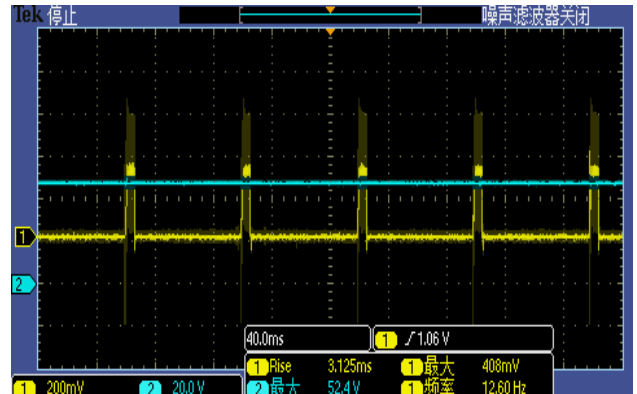 Tek 停止 噪声滤波器关闭
1
2
40.0ms 1 1.06 V
1 Rise 3.125ms 1 最大 408mV
1 200mV 2 20.0 V 2 最大 52.4 V 1 频率 12.60 Hz